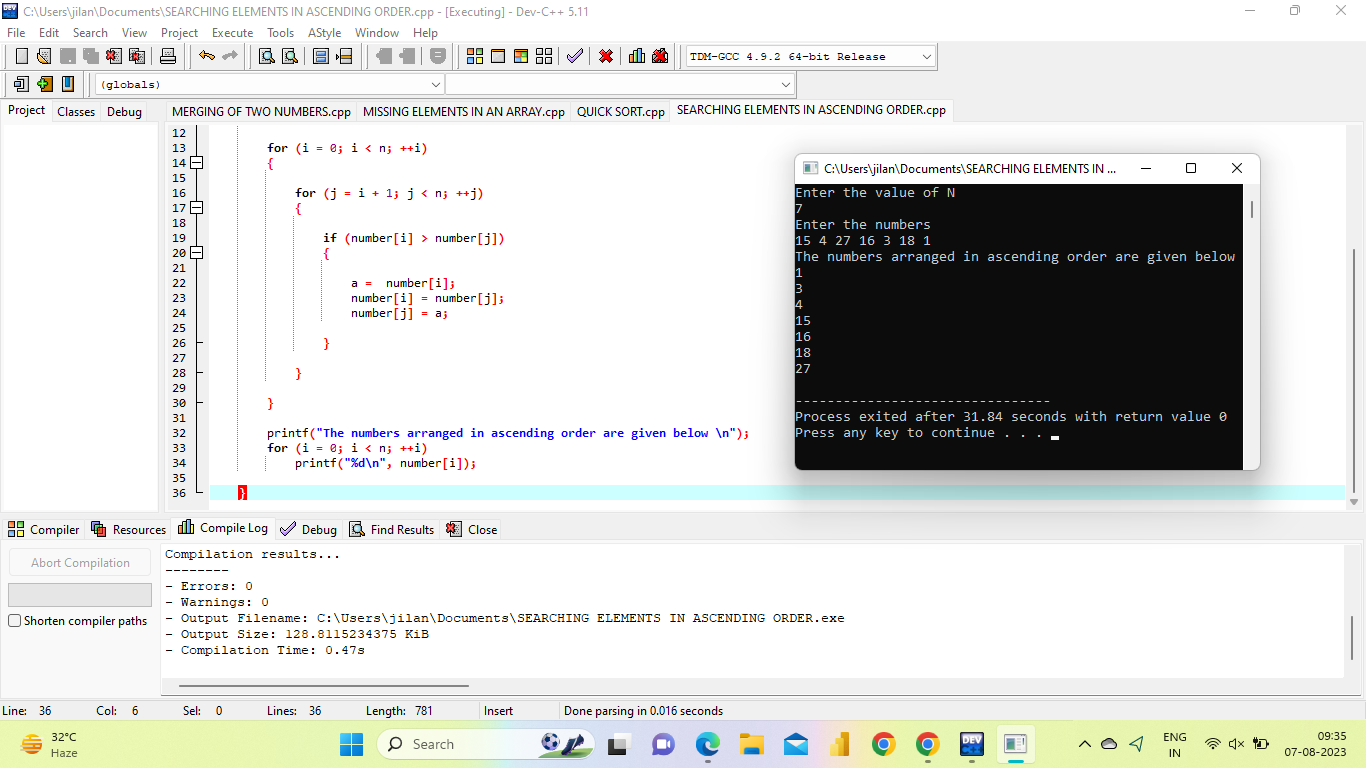 C:\Users\jilan\Documents\SEARCHING ELEMENTS IN ASCENDING ORDER.cpp - [Executing] - Dev-C++ 5.11
File Edit Search View Project Execute Tools AStyle Window Help
TDM-GCC 4.9.2 64-bit Release
(globals)
Project Classes Debug
MERGING OF TWO NUMBERS.cpp MISSING ELEMENTS IN AN ARRAY.cpp QUICK SORT.cpp SEARCHING ELEMENTS IN ASCENDING ORDER.cpp
12
13 for (i = 0; i < n; ++i)
14 {
15
16 for (j = i + 1; j < n; ++j)
17 {
18
19 if (number[i] > number[j])
20 {
21
22 a =  number[i];
23 number[i] = number[j];
24 number[j] = a;
25
26 }
27
28 }
29
30 }
31
32 printf("The numbers arranged in ascending order are given below \n");
33 for (i = 0; i < n; ++i)
34 printf("%d\n", number[i]);
35
36 }
C:\Users\jilan\Documents\SEARCHING ELEMENTS IN ...
Enter the value of N
7
Enter the numbers
15 4 27 16 3 18 1
The numbers arranged in ascending order are given below
1
3
4
15
16
18
27
--------------------------------
Process exited after 31.84 seconds with return value 0
Press any key to continue . . .
Compiler Resources Compile Log Debug Find Results Close
Abort Compilation
Shorten compiler paths
Compilation results...
--------
- Errors: 0
- Warnings: 0
- Output Filename: C:\Users\jilan\Documents\SEARCHING ELEMENTS IN ASCENDING ORDER.exe
- Output Size: 128.8115234375 KiB
- Compilation Time: 0.47s
Line: 36 Col: 6 Sel: 0 Lines: 36 Length: 781 Insert Done parsing in 0.016 seconds
32°C
Haze
Search
DEV
ENG
IN
09:35
07-08-2023